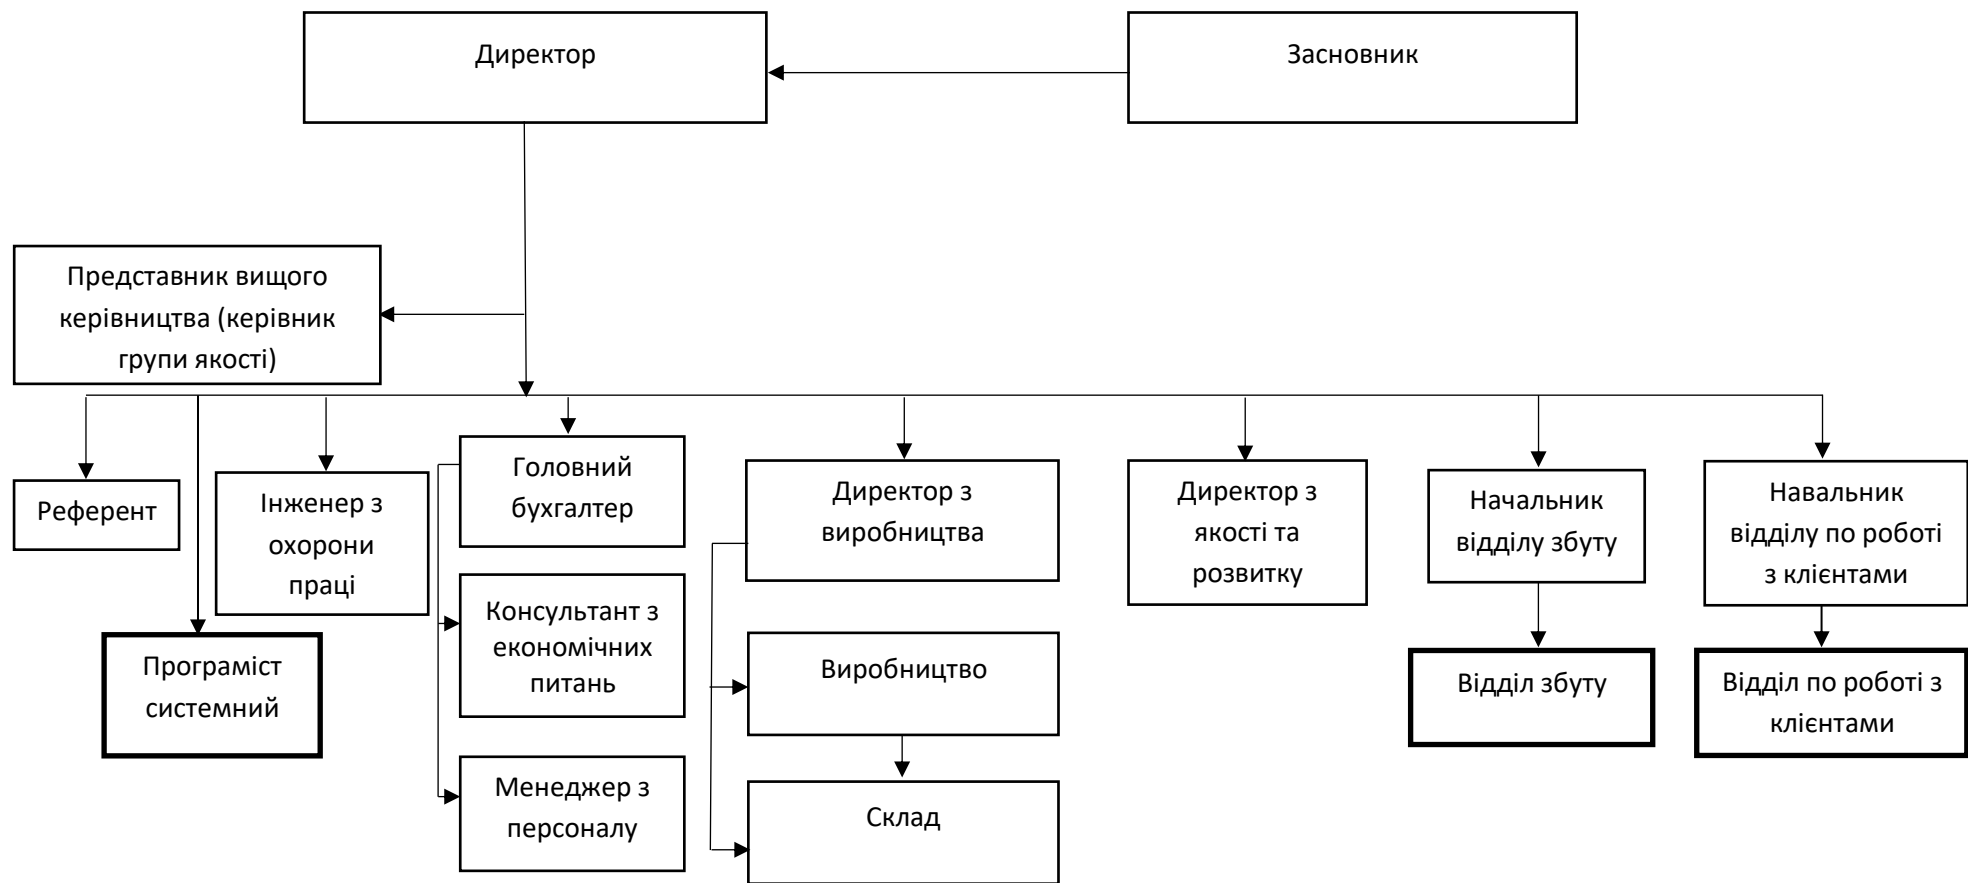 Директор
Засновник
Представник вищого
керівництва (керівник
групи якості)
Референт
Програміст
системний
Інженер з
охорони
праці
Головний
бухгалтер
Консультант з
економічних
питань
Менеджер з
персоналу
Директор з
виробництва
Виробництво
Склад
Директор з
якості та
розвитку
Начальник
відділу збуту
Відділ збуту
Навальник
відділу по роботі
з клієнтами
Відділ по роботі з
клієнтами